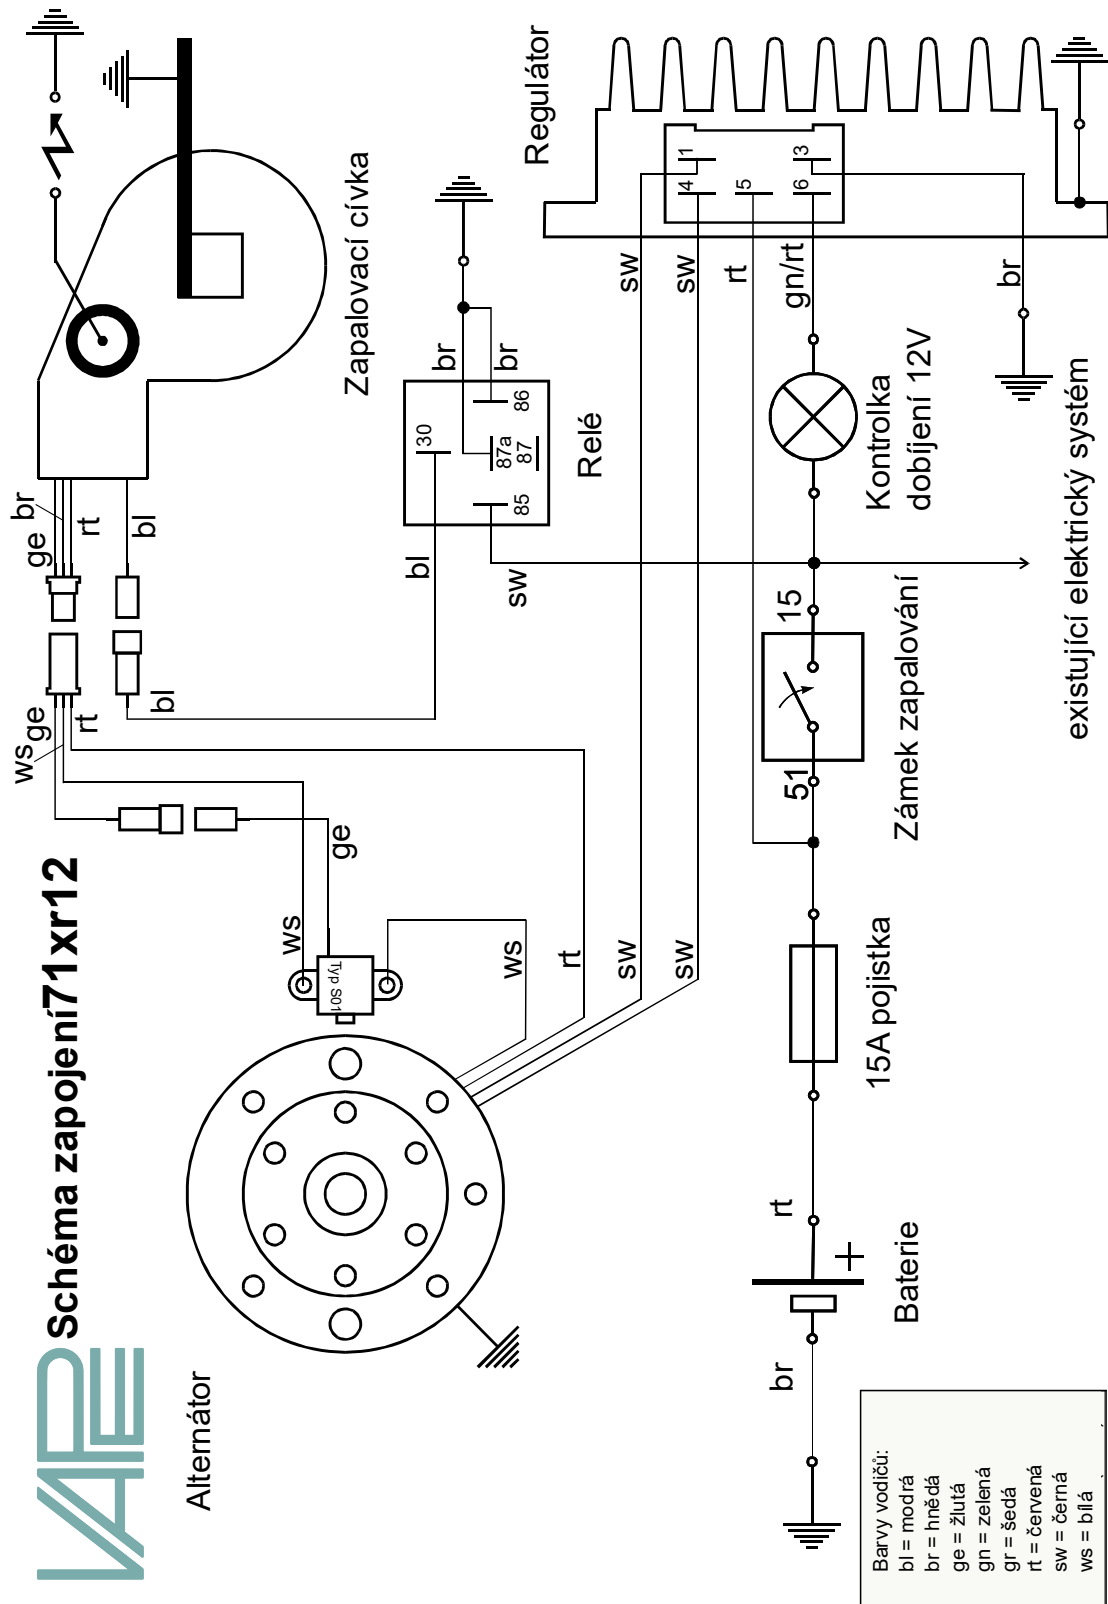 VAPE
Schéma zapojení71xr12
Alternátor
Zapalovací cívka
Regulátor
Relé
Kontrolka
dobíjení 12V
Zámek zapalování
existující elektrický systém
15A pojistka
Baterie
Typ S01
br
ge
rt
bl
ws
ge
rt
bl
bl
ge
ws
ws
rt
sw
sw
br
br
30
87a
87
86
85
sw
1
4
5
3
6
sw
sw
rt
gn/rt
br
15
51
rt
br
Barvy vodičů:
bl = modrá
br = hnědá
ge = žlutá
gn = zelená
gr = šedá
rt = červená
sw = černá
ws = bílá